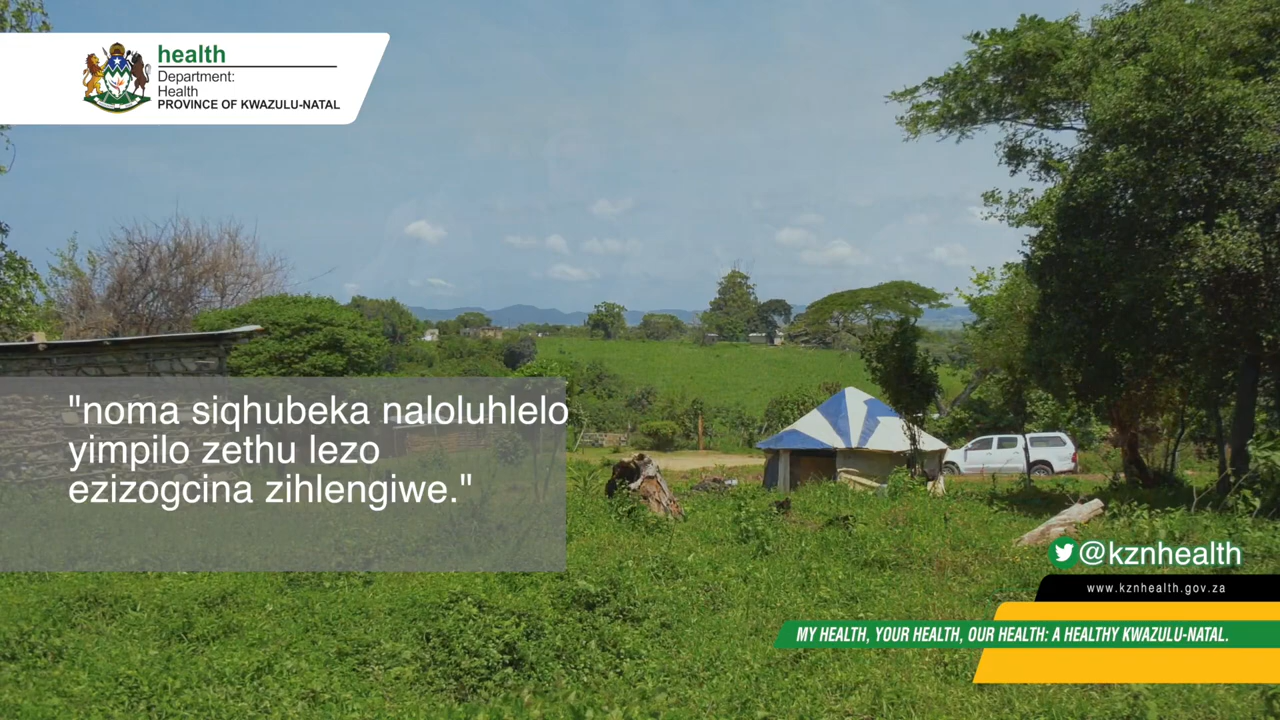 health
Department:
Health
PROVINCE OF KWAZULU-NATAL
"noma siqhubeka naloluhlelo
yimpilo zethu lezo
ezizogcina zihlengiwe."
@kznhealth
www.kznhealth.gov.za
MY HEALTH, YOUR HEALTH, OUR HEALTH: A HEALTHY KWAZULU-NATAL.